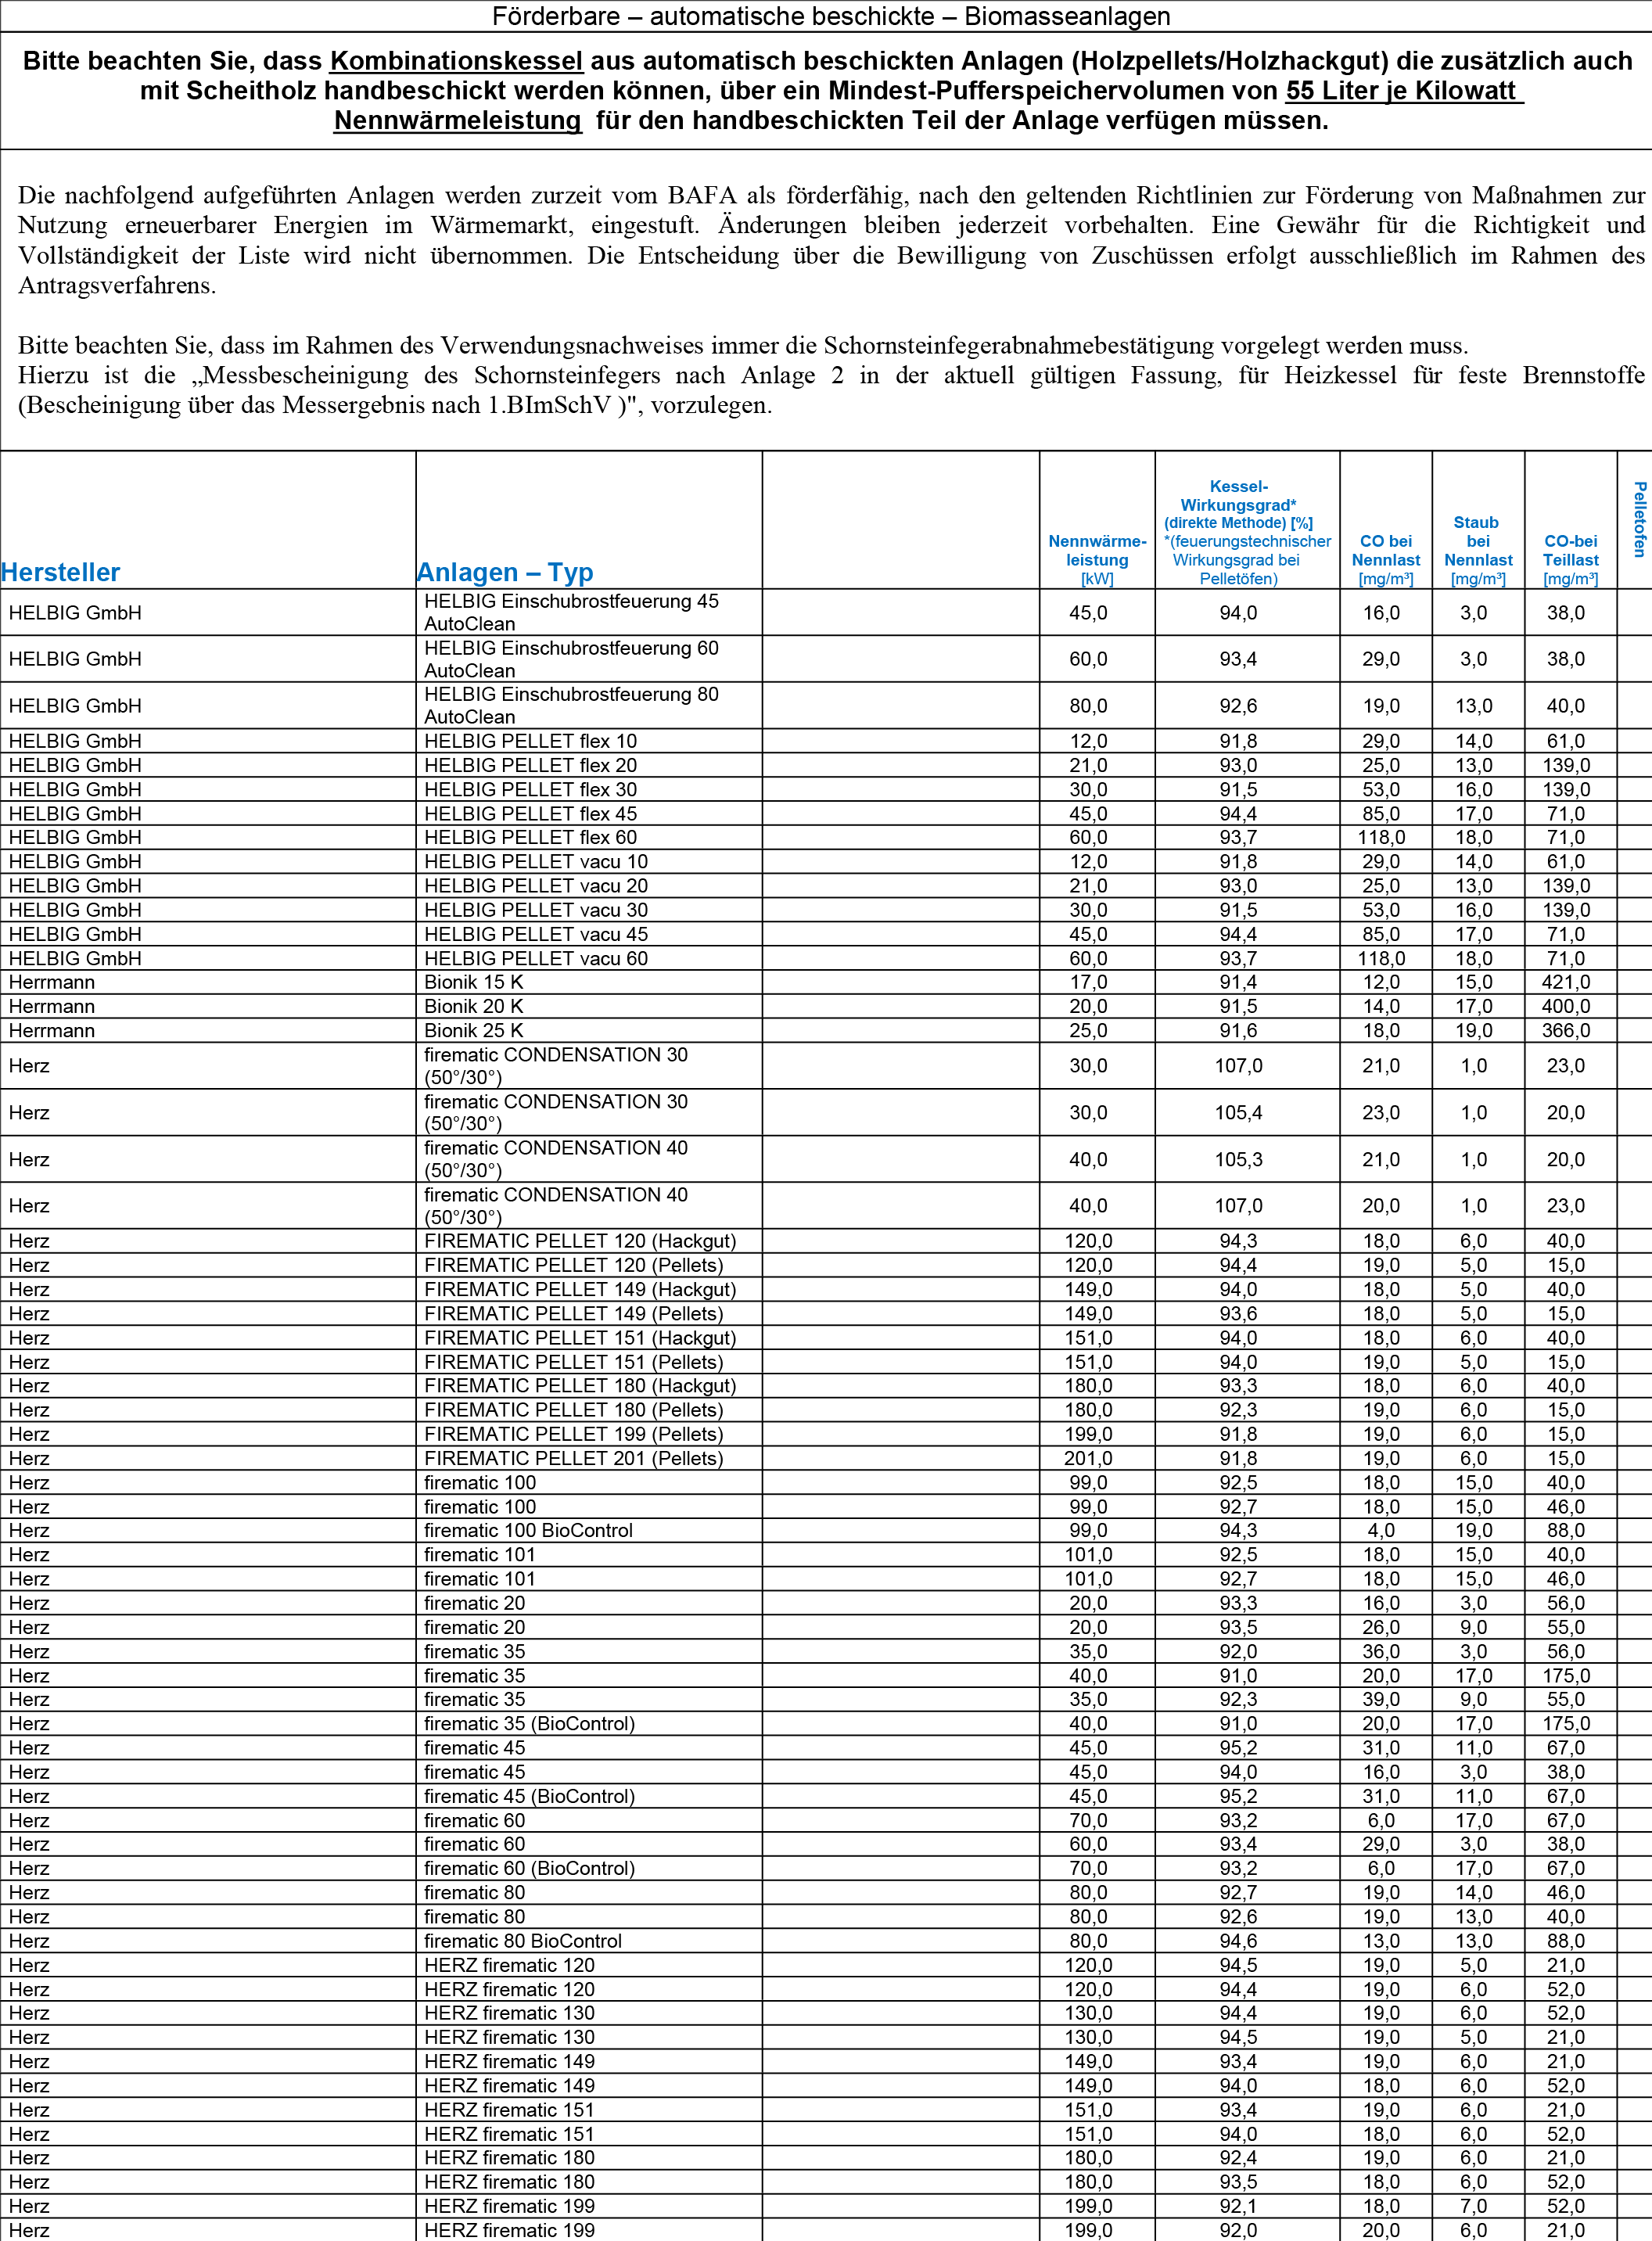 Förderbare – automatische beschickte – Biomasseanlagen
Bitte beachten Sie, dass Kombinationskessel aus automatisch beschickten Anlagen (Holzpellets/Holzhackgut) die zusätzlich auch
mit Scheitholz handbeschickt werden können, über ein Mindest-Pufferspeichervolumen von 55 Liter je Kilowatt
Nennwärmeleistung für den handbeschickten Teil der Anlage verfügen müssen.
Die nachfolgend aufgeführten Anlagen werden zurzeit vom BAFA als förderfähig, nach den geltenden Richtlinien zur Förderung von Maßnahmen zur
Nutzung erneuerbarer Energien im Wärmemarkt, eingestuft. Änderungen bleiben jederzeit vorbehalten. Eine Gewähr für die Richtigkeit und
Vollständigkeit der Liste wird nicht übernommen. Die Entscheidung über die Bewilligung von Zuschüssen erfolgt ausschließlich im Rahmen des
Antragsverfahrens.
Bitte beachten Sie, dass im Rahmen des Verwendungsnachweises immer die Schornsteinfegerabnahmebestätigung vorgelegt werden muss.
Hierzu ist die „Messbescheinigung des Schornsteinfegers nach Anlage 2 in der aktuell gültigen Fassung, für Heizkessel für feste Brennstoffe
(Bescheinigung über das Messergebnis nach 1.BImSchV )", vorzulegen.
Hersteller
Anlagen – Typ
Nennwärme-
leistung
[kW]
Kessel-
Wirkungsgrad*
(direkte Methode) [%]
*(feuerungstechnischer
Wirkungsgrad bei
Pelletöfen)
CO bei
Nennlast
[mg/m³]
Staub
bei
Nennlast
[mg/m³]
CO-bei
Teillast
[mg/m³]
Pelletofen
HELBIG GmbH HELBIG Einschubrostfeuerung 45
AutoClean 45,0 94,0 16,0 3,0 38,0
HELBIG GmbH HELBIG Einschubrostfeuerung 60
AutoClean 60,0 93,4 29,0 3,0 38,0
HELBIG GmbH HELBIG Einschubrostfeuerung 80
AutoClean 80,0 92,6 19,0 13,0 40,0
HELBIG GmbH HELBIG PELLET flex 10 12,0 91,8 29,0 14,0 61,0
HELBIG GmbH HELBIG PELLET flex 20 21,0 93,0 25,0 13,0 139,0
HELBIG GmbH HELBIG PELLET flex 30 30,0 91,5 53,0 16,0 139,0
HELBIG GmbH HELBIG PELLET flex 45 45,0 94,4 85,0 17,0 71,0
HELBIG GmbH HELBIG PELLET flex 60 60,0 93,7 118,0 18,0 71,0
HELBIG GmbH HELBIG PELLET vacu 10 12,0 91,8 29,0 14,0 61,0
HELBIG GmbH HELBIG PELLET vacu 20 21,0 93,0 25,0 13,0 139,0
HELBIG GmbH HELBIG PELLET vacu 30 30,0 91,5 53,0 16,0 139,0
HELBIG GmbH HELBIG PELLET vacu 45 45,0 94,4 85,0 17,0 71,0
HELBIG GmbH HELBIG PELLET vacu 60 60,0 93,7 118,0 18,0 71,0
Herrmann Bionik 15 K 17,0 91,4 12,0 15,0 421,0
Herrmann Bionik 20 K 20,0 91,5 14,0 17,0 400,0
Herrmann Bionik 25 K 25,0 91,6 18,0 19,0 366,0
Herz firematic CONDENSATION 30
(50°/30°) 30,0 107,0 21,0 1,0 23,0
Herz firematic CONDENSATION 30
(50°/30°) 30,0 105,4 23,0 1,0 20,0
Herz firematic CONDENSATION 40
(50°/30°) 40,0 105,3 21,0 1,0 20,0
Herz firematic CONDENSATION 40
(50°/30°) 40,0 107,0 20,0 1,0 23,0
Herz FIREMATIC PELLET 120 (Hackgut) 120,0 94,3 18,0 6,0 40,0
Herz FIREMATIC PELLET 120 (Pellets) 120,0 94,4 19,0 5,0 15,0
Herz FIREMATIC PELLET 149 (Hackgut) 149,0 94,0 18,0 5,0 40,0
Herz FIREMATIC PELLET 149 (Pellets) 149,0 93,6 18,0 5,0 15,0
Herz FIREMATIC PELLET 151 (Hackgut) 151,0 94,0 18,0 6,0 40,0
Herz FIREMATIC PELLET 151 (Pellets) 151,0 94,0 19,0 5,0 15,0
Herz FIREMATIC PELLET 180 (Hackgut) 180,0 93,3 18,0 6,0 40,0
Herz FIREMATIC PELLET 180 (Pellets) 180,0 92,3 19,0 6,0 15,0
Herz FIREMATIC PELLET 199 (Pellets) 199,0 91,8 19,0 6,0 15,0
Herz FIREMATIC PELLET 201 (Pellets) 201,0 91,8 19,0 6,0 15,0
Herz firematic 100 99,0 92,5 18,0 15,0 40,0
Herz firematic 100 99,0 92,7 18,0 15,0 46,0
Herz firematic 100 BioControl 99,0 94,3 4,0 19,0 88,0
Herz firematic 101 101,0 92,5 18,0 15,0 40,0
Herz firematic 101 101,0 92,7 18,0 15,0 46,0
Herz firematic 20 20,0 93,3 16,0 3,0 56,0
Herz firematic 20 20,0 93,5 26,0 9,0 55,0
Herz firematic 35 35,0 92,0 36,0 3,0 56,0
Herz firematic 35 40,0 91,0 20,0 17,0 175,0
Herz firematic 35 35,0 92,3 39,0 9,0 55,0
Herz firematic 35 (BioControl) 40,0 91,0 20,0 17,0 175,0
Herz firematic 45 45,0 95,2 31,0 11,0 67,0
Herz firematic 45 45,0 94,0 16,0 3,0 38,0
Herz firematic 45 (BioControl) 45,0 95,2 31,0 11,0 67,0
Herz firematic 60 70,0 93,2 6,0 17,0 67,0
Herz firematic 60 60,0 93,4 29,0 3,0 38,0
Herz firematic 60 (BioControl) 70,0 93,2 6,0 17,0 67,0
Herz firematic 80 80,0 92,7 19,0 14,0 46,0
Herz firematic 80 80,0 92,6 19,0 13,0 40,0
Herz firematic 80 BioControl 80,0 94,6 13,0 13,0 88,0
Herz HERZ firematic 120 120,0 94,5 19,0 5,0 21,0
Herz HERZ firematic 120 120,0 94,4 19,0 6,0 52,0
Herz HERZ firematic 130 130,0 94,4 19,0 6,0 52,0
Herz HERZ firematic 130 130,0 94,5 19,0 5,0 21,0
Herz HERZ firematic 149 149,0 93,4 19,0 6,0 21,0
Herz HERZ firematic 149 149,0 94,0 18,0 6,0 52,0
Herz HERZ firematic 151 151,0 93,4 19,0 6,0 21,0
Herz HERZ firematic 151 151,0 94,0 18,0 6,0 52,0
Herz HERZ firematic 180 180,0 92,4 19,0 6,0 21,0
Herz HERZ firematic 180 180,0 93,5 18,0 6,0 52,0
Herz HERZ firematic 199 199,0 92,1 18,0 7,0 52,0
Herz HERZ firematic 199 199,0 92,0 20,0 6,0 21,0